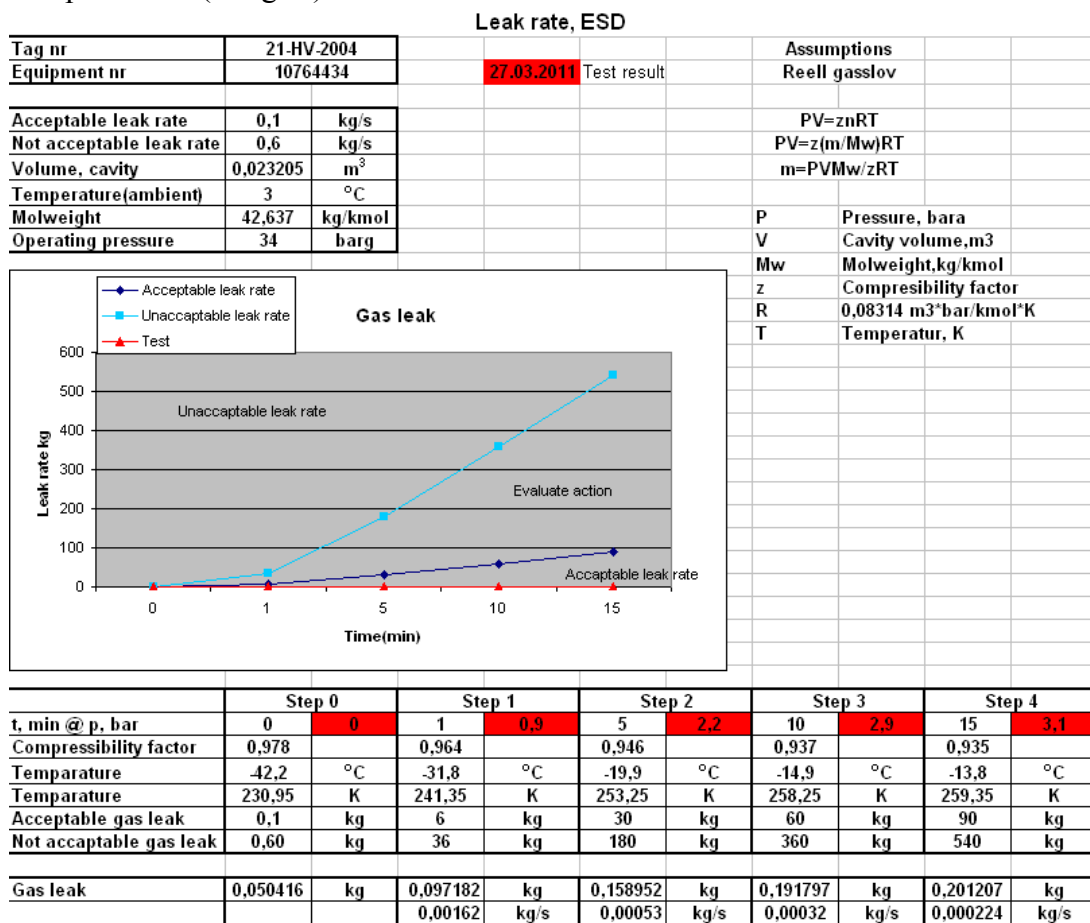 Leak rate, ESD
Tag nr 21-HV-2004 Assumptions
Equipment nr 10764434 27.03.2011 Test result Reell gasslov
Acceptable leak rate 0,1 kg/s PV=znRT
Not acceptable leak rate 0,6 kg/s PV=z(m/Mw)RT
Volume, cavity 0,023205 m³ m=PVMw/zRT
Temperature(ambient) 3 °C
Molweight 42,637 kg/kmol P Pressure, bara
Operating pressure 34 barg V Cavity volume,m3
Mw Molweight,kg/kmol
z Compresibility factor
R 0,08314 m3*bar/kmol*K
T Temperatur, K
Acceptable leak rate
Unaccaptable leak rate
Test
Gas leak
600
500
400
300
200
100
0
Leak rate kg
Unaccaptable leak rate
Evaluate action
Accaptable leak rate
0 1 5 10 15
Time(min)
Step 0 Step 1 Step 2 Step 3 Step 4
t, min @ p, bar 0 0 1 0,9 5 2,2 10 2,9 15 3,1
Compressibility factor 0,978 0,964 0,946 0,937 0,935
Temparature -42,2 °C -31,8 °C -19,9 °C -14,9 °C -13,8 °C
Temparature 230,95 K 241,35 K 253,25 K 258,25 K 259,35 K
Acceptable gas leak 0,1 kg 6 kg 30 kg 60 kg 90 kg
Not accaptable gas leak 0,60 kg 36 kg 180 kg 360 kg 540 kg
Gas leak 0,050416 kg 0,097182 kg 0,158952 kg 0,191797 kg 0,201207 kg
0,00162 kg/s 0,00053 kg/s 0,00032 kg/s 0,000224 kg/s